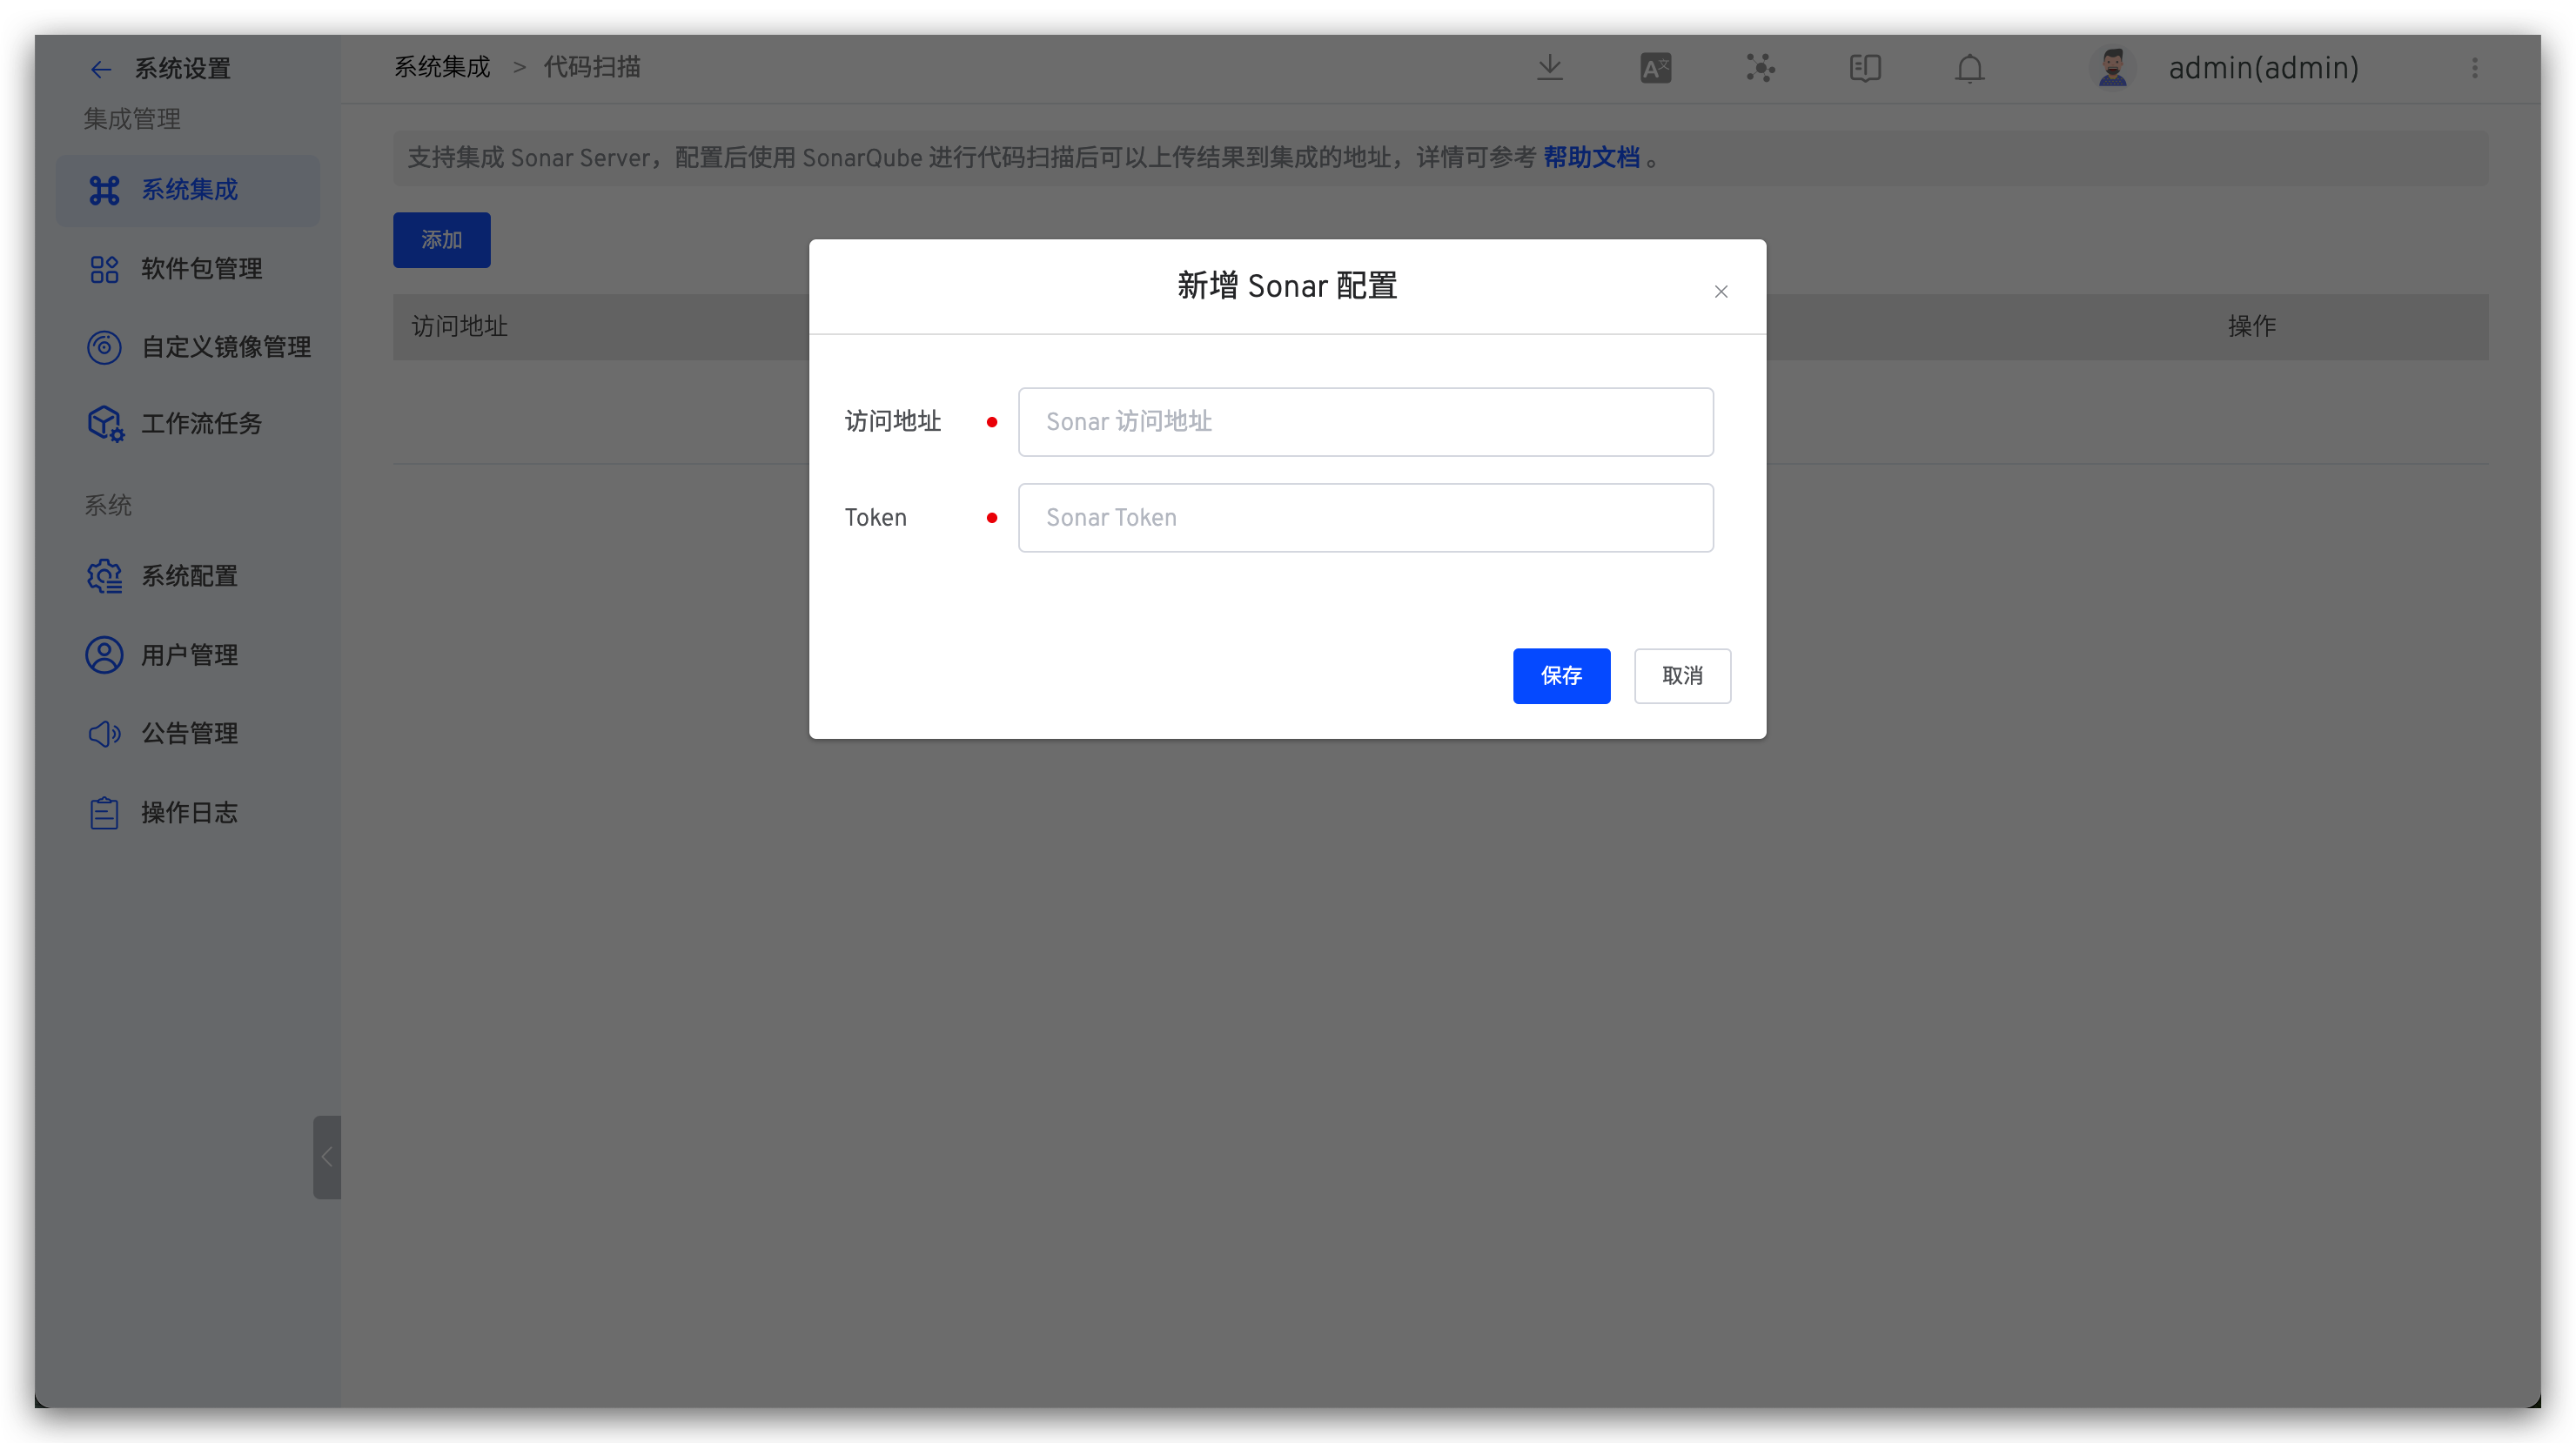 系统设置
集成管理
系统集成
软件包管理
自定义镜像管理
工作流任务
系统
系统配置
用户管理
公告管理
操作日志
系统集成 > 代码扫描
admin(admin)
支持集成 Sonar Server，配置后使用 SonarQube 进行代码扫描后可以上传结果到集成的地址，详情可参考 帮助文档 。
添加
访问地址
操作
新增 Sonar 配置
访问地址
Sonar 访问地址
Token
Sonar Token
保存
取消